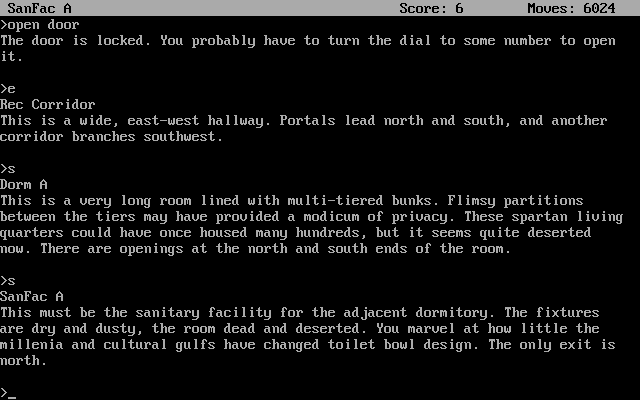 SanFac A Score: 6 Moves: 6024
>open door
The door is locked. You probably have to turn the dial to some number to open
it.
>e
Rec Corridor
This is a wide, east-west hallway. Portals lead north and south, and another
corridor branches southwest.
>s
Dorm A
This is a very long room lined with multi-tiered bunks. Flimsy partitions
between the tiers may have provided a modicum of privacy. These spartan living
quarters could have once housed many hundreds, but it seems quite deserted
now. There are openings at the north and south ends of the room.
>s
SanFac A
This must be the sanitary facility for the adjacent dormitory. The fixtures
are dry and dusty, the room dead and deserted. You marvel at how little the
millenia and cultural gulfs have changed toilet bowl design. The only exit is
north.
>_